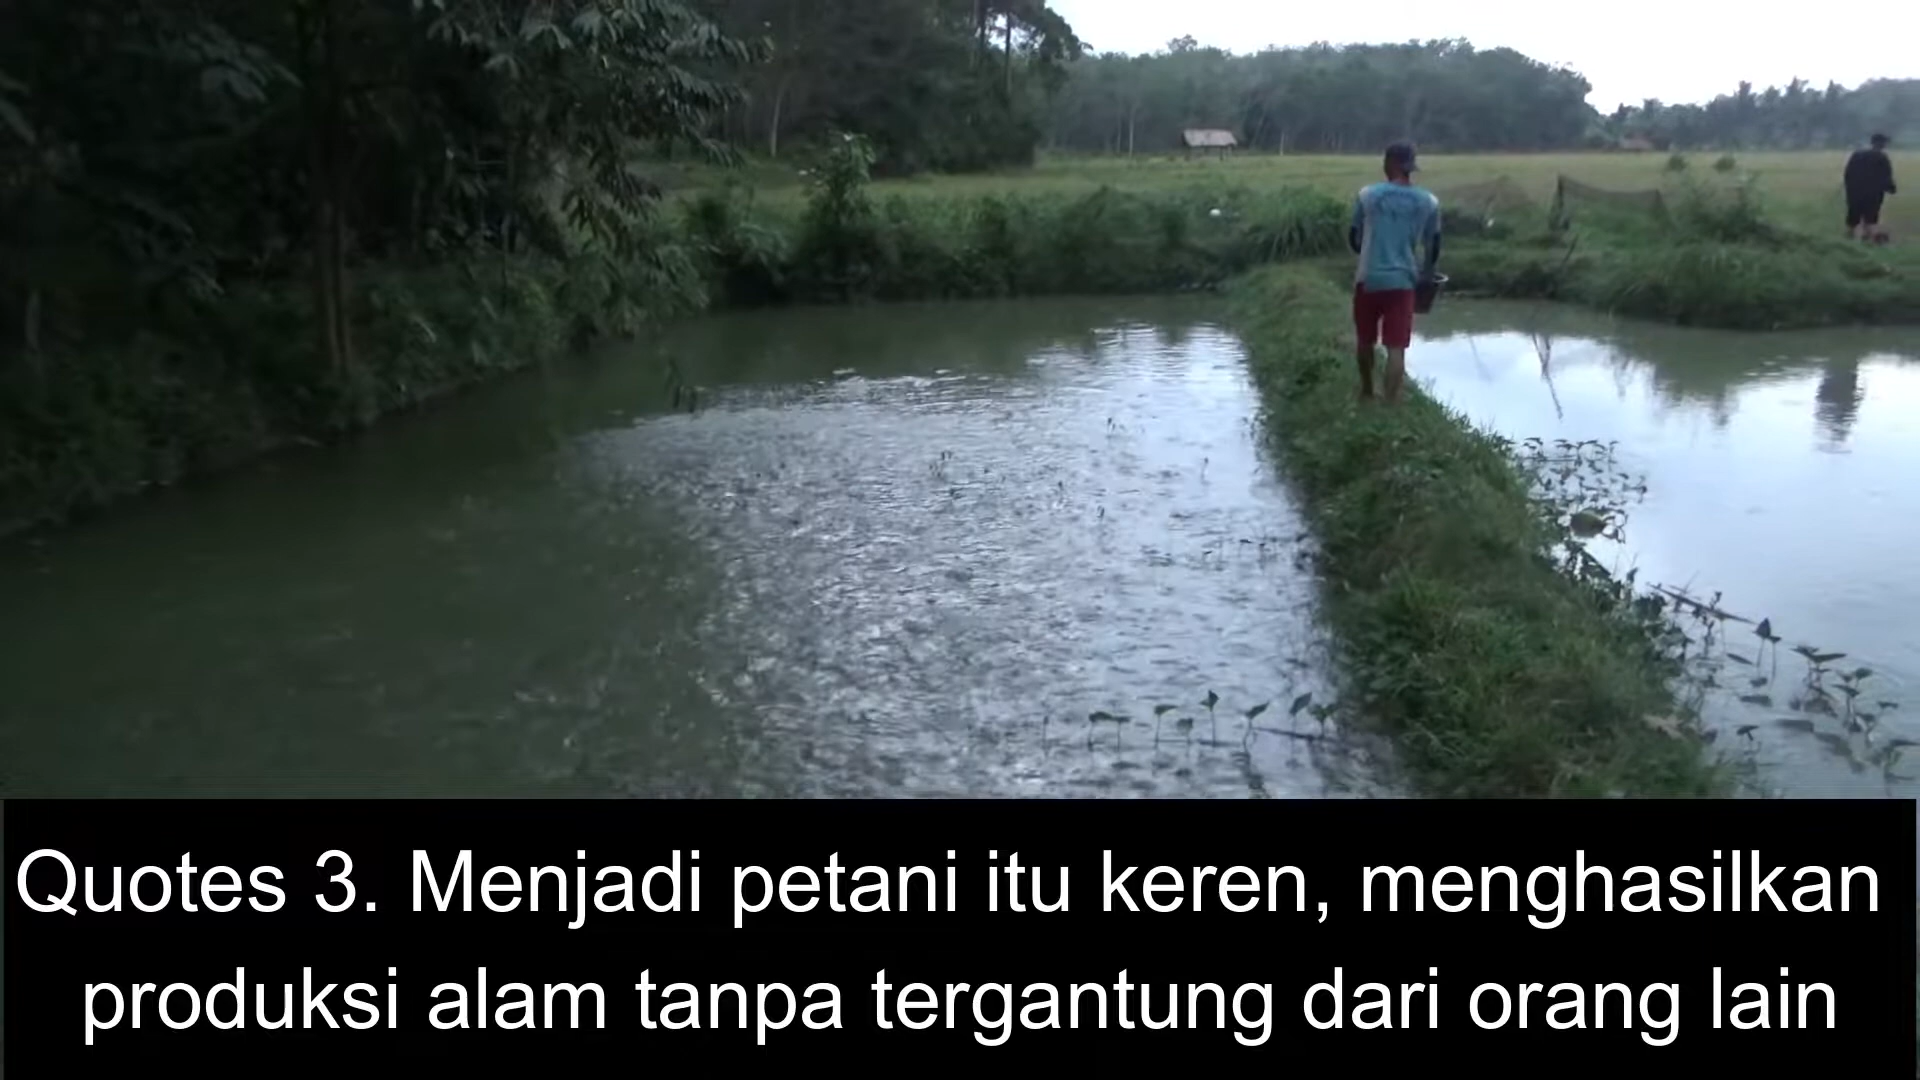 Quotes 3. Menjadi petani itu keren, menghasilkan
produksi alam tanpa tergantung dari orang lain